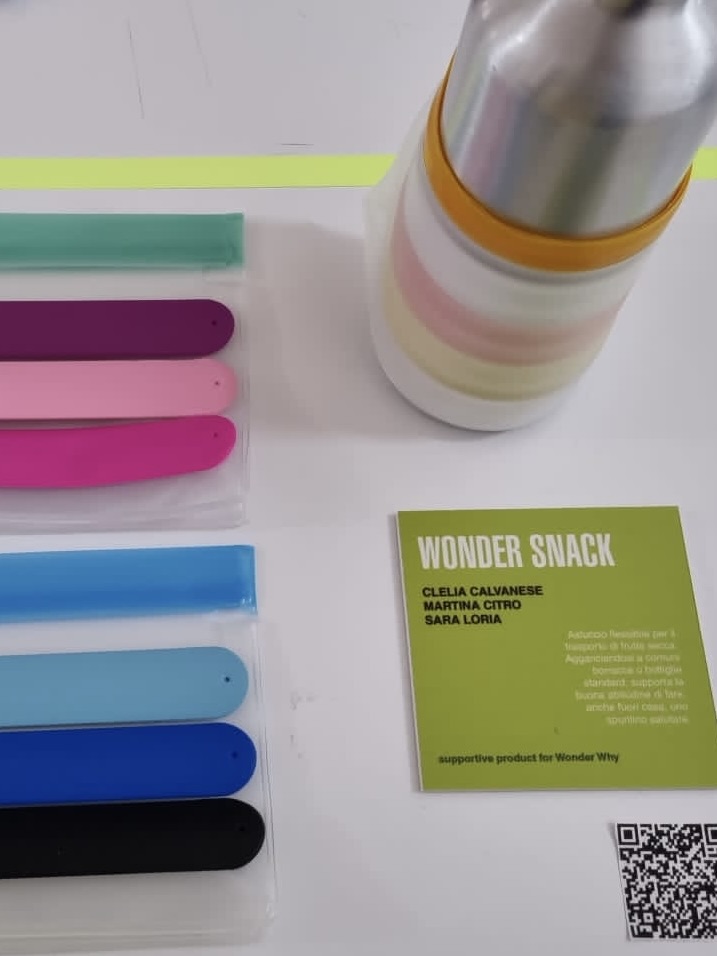 WONDER SNACK
CLELIA CALVANESE
MARTINA CITRO
SARA LORIA
Astuccio flessibile per il
trasporto di frutta secca.
Agganciandosi a comuni
borracce o bottiglie
standard, supporta la
buona abitudine di fare,
anche fuori casa, uno
spuntino salutare.
supportive product for Wonder Why